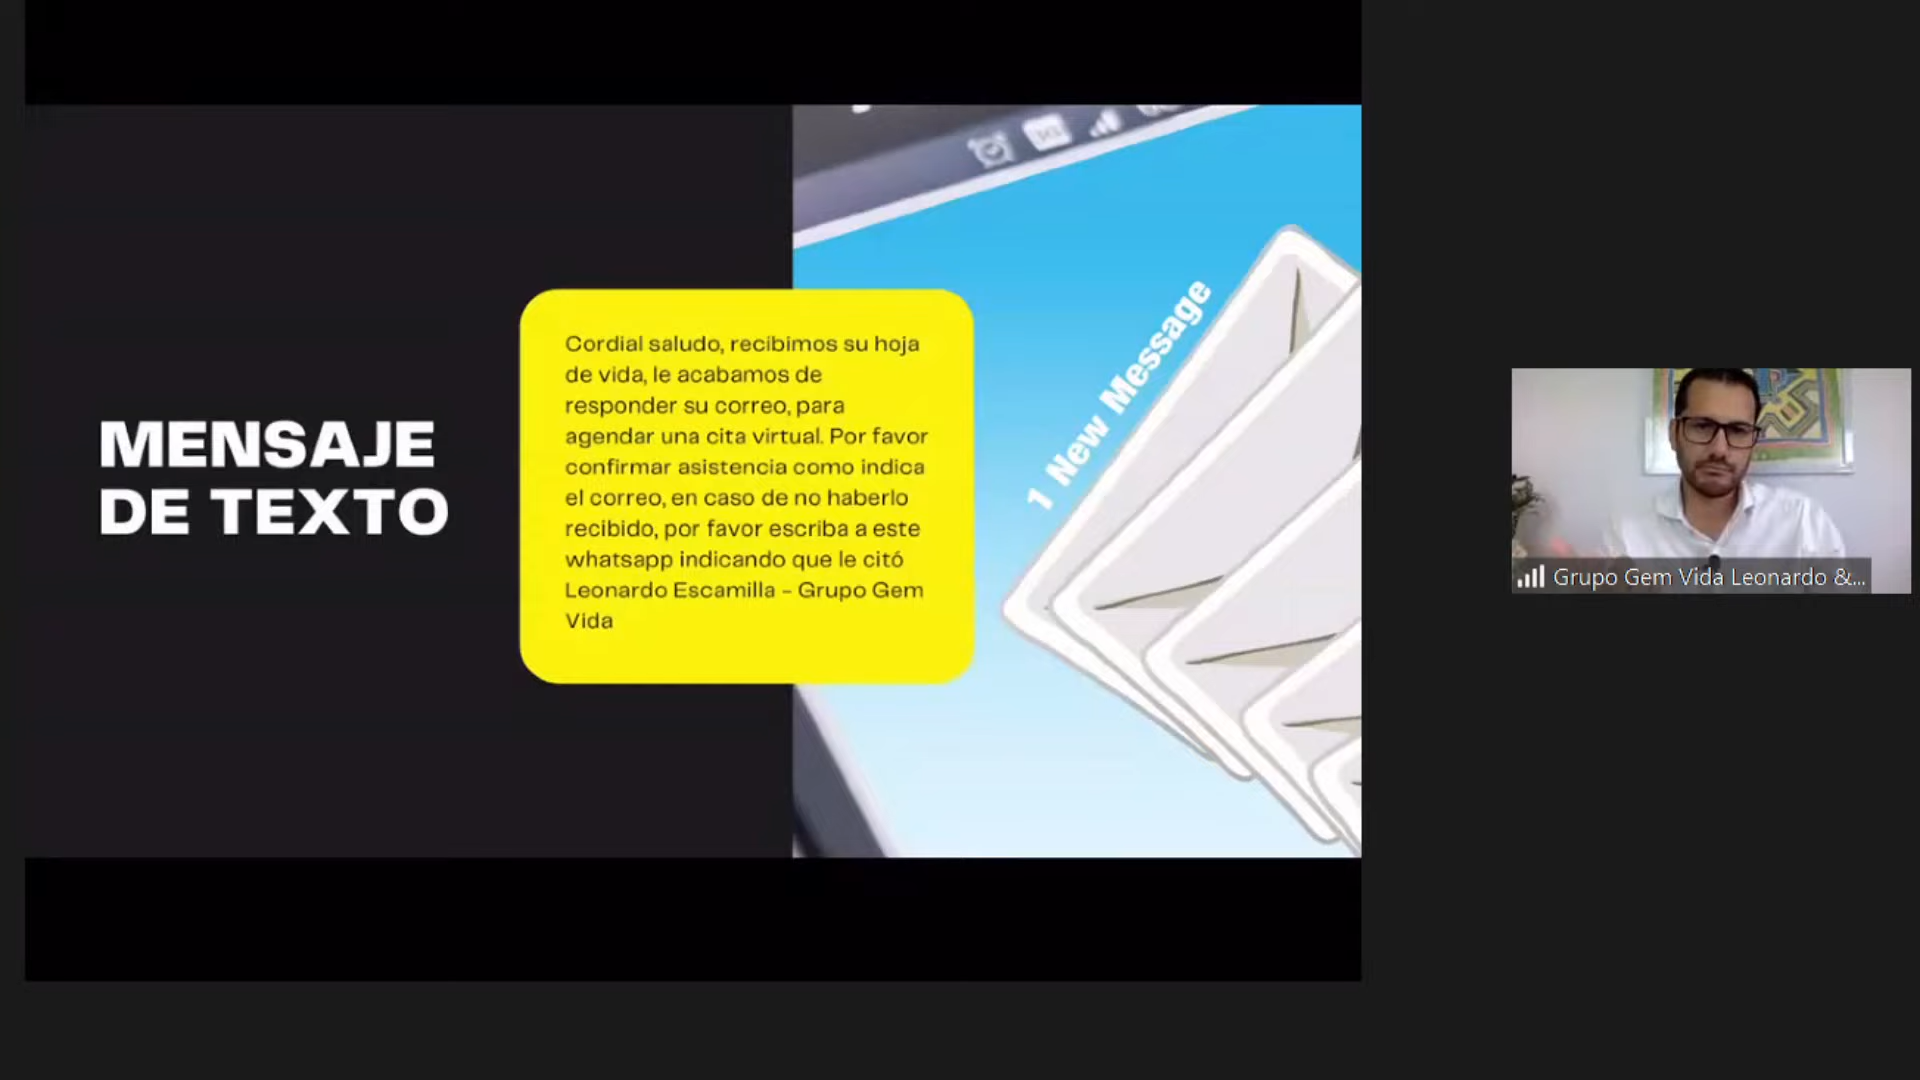 MENSAJE
DE TEXTO
Cordial saludo, recibimos su hoja
de vida, le acabamos de
responder su correo, para
agendar una cita virtual. Por favor
confirmar asistencia como indica
el correo, en caso de no haberlo
recibido, por favor escriba a este
whatsapp indicando que le citó
Leonardo Escamilla - Grupo Gem
Vida
1 New Message
Grupo Gem Vida Leonardo &...